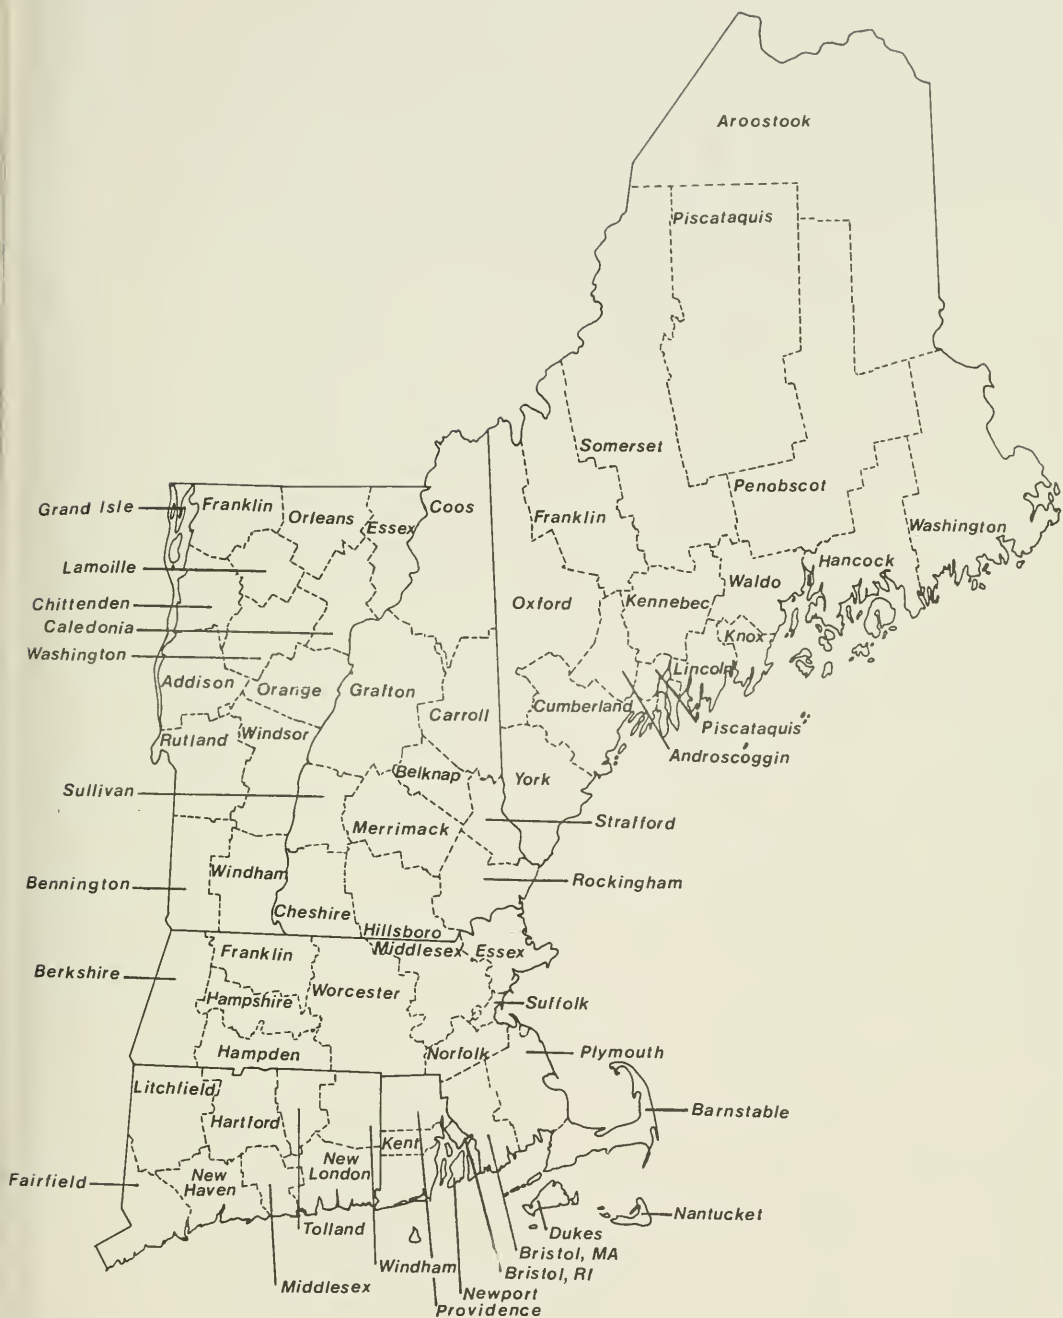 Aroostook
Piscataquis
Somerset
Penobscot
Grand Isle
Franklin
Orleans
Essex
Coos
Franklin
Washington
Hancock
Lamoille
Waldo
Chittenden
Oxford
Kennebec
Caledonia
Knox
Washington
Lincoln
Addison
Orange
Grafton
Cumberland
Carroll
Piscataquis
Rutland
Windsor
Androscoggin
Belknap
York
Sullivan
Merrimack
Strafford
Windham
Bennington
Rockingham
Cheshire
Hillsboro
Middlesex
Essex
Franklin
Berkshire
Worcester
Hampshire
Suffolk
Hampden
Norfolk
Plymouth
Litchfield
Barnstable
Hartford
Kent
New
London
Fairfield
New
Haven
Nantucket
Tolland
Dukes
Bristol, MA
Windham
Bristol, RI
Middlesex
Newport
Providence